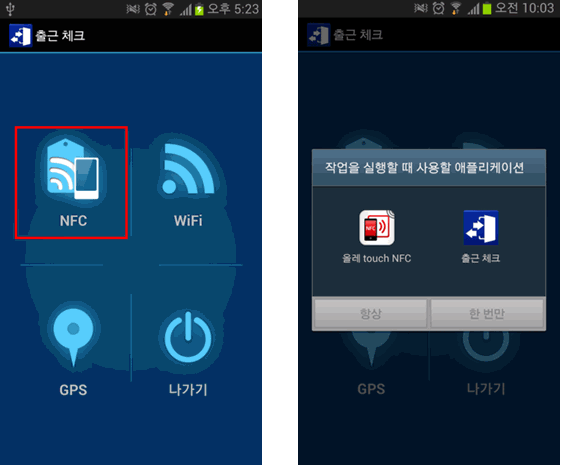 오후 5:23
출근 체크
NFC
WiFi
GPS
나가기
오전 10:03
출근 체크
작업을 실행할 때 사용할 애플리케이션
NFC
올레 touch NFC
출근 체크
항상
한 번만
GPS
나가기